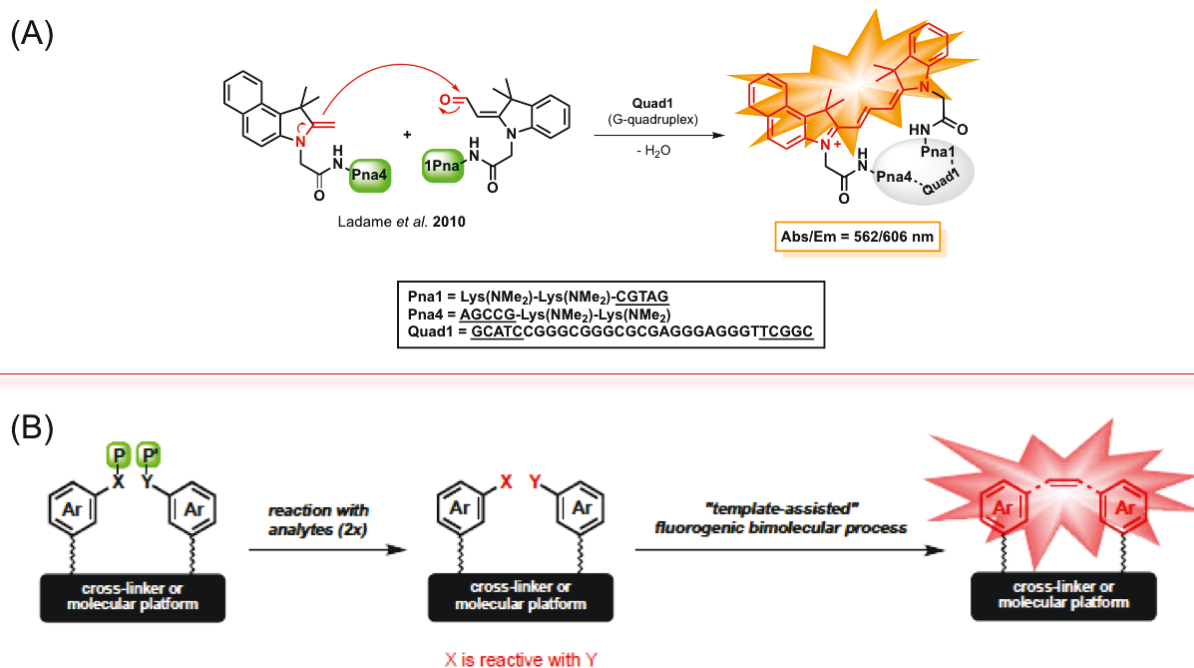 (A)
O
N
H
N
O
Pna4
+
N
H
N
1Pna
O
Quad1
(G-quadruplex)
- H2O
N
N +
HN
O
Pna1
H
N
O
Pna4
Quad1
Ladame et al. 2010
Abs/Em = 562/606 nm
Pna1 = Lys(NMe2)-Lys(NMe2)-CGTAG
Pna4 = AGCCG-Lys(NMe2)-Lys(NMe2)
Quad1 = GCATCCGGGCGGGCGCGAGGGAGGGTTCGGC
(B)
P P'
X Y
Ar Ar
cross-linker or
molecular platform
reaction with
analytes (2x)
X Y
Ar Ar
cross-linker or
molecular platform
X is reactive with Y
"template-assisted"
fluorogenic bimolecular process
Ar Ar
cross-linker or
molecular platform